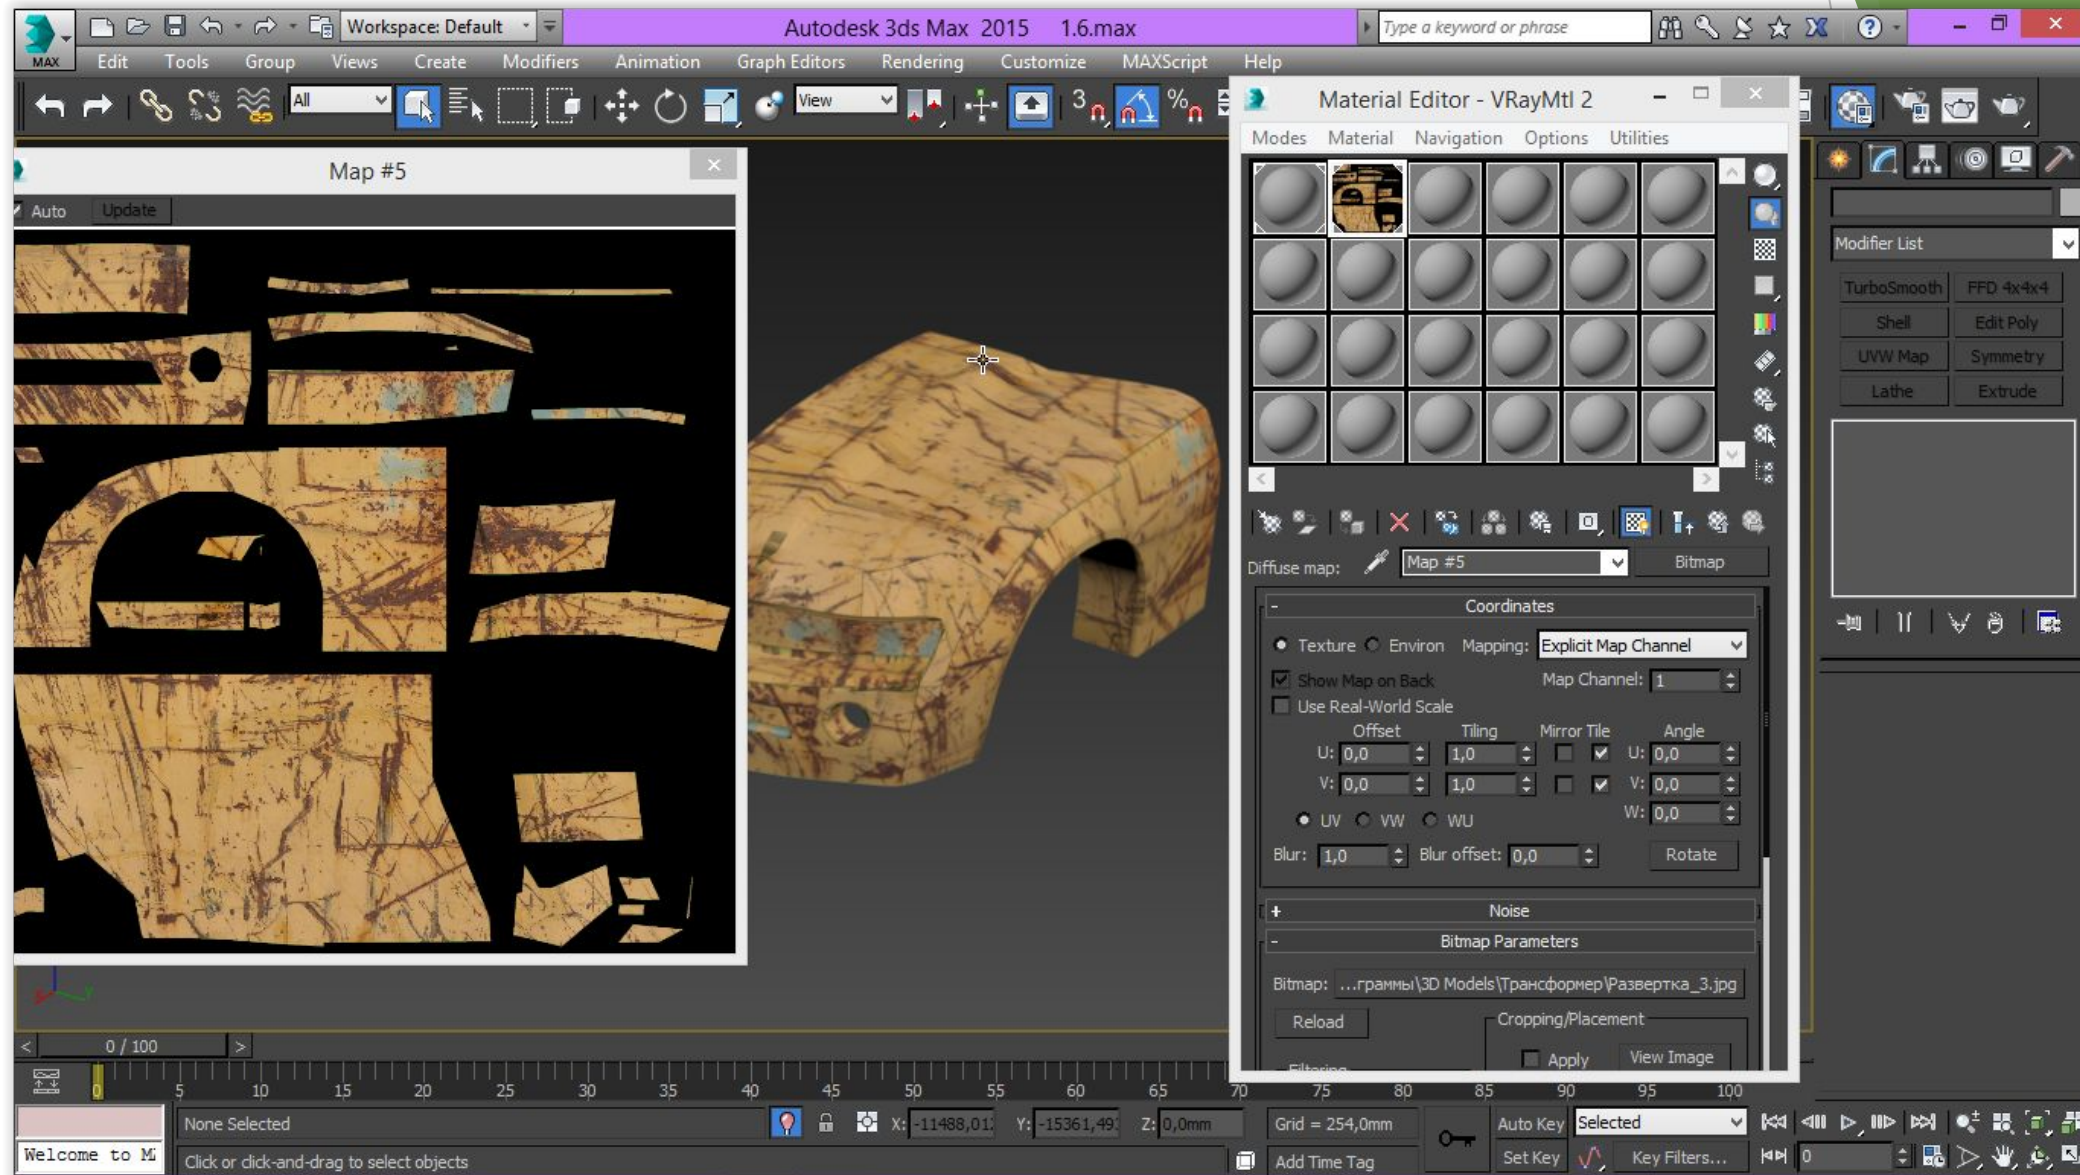 Workspace: Default
Autodesk 3ds Max 2015 1.6.max
Type a keyword or phrase
MAX
Edit Tools Group Views Create Modifiers Animation Graph Editors Rendering Customize MAXScript Help
All
View
3
%
Map #5
Auto Update
Material Editor - VRayMtl 2
Modes Material Navigation Options Utilities
Diffuse map: Map #5 Bitmap
- Coordinates
Texture Environ Mapping: Explicit Map Channel
Show Map on Back Map Channel: 1
Use Real-World Scale
Offset Tiling Mirror Tile Angle
U: 0,0 1,0 U: 0,0
V: 0,0 1,0 V: 0,0
W: 0,0
UV VW WU
Blur: 1,0 Blur offset: 0,0 Rotate
+ Noise
- Bitmap Parameters
Bitmap: ...граммы\3D Models\Трансформер\Развертка_3.jpg
Reload Cropping/Placement
Apply View Image
Filtering
Modifier List
TurboSmooth FFD 4x4x4
Shell Edit Poly
UVW Map Symmetry
Lathe Extrude
< 0 / 100 >
0 5 10 15 20 25 30 35 40 45 50 55 60 65 70 75 80 85 90 95 100
None Selected X: -11488,01 Y: -15361,49 Z: 0,0mm Grid = 254,0mm Auto Key Selected
Welcome to M
Click or click-and-drag to select objects Add Time Tag Set Key Key Filters... 0